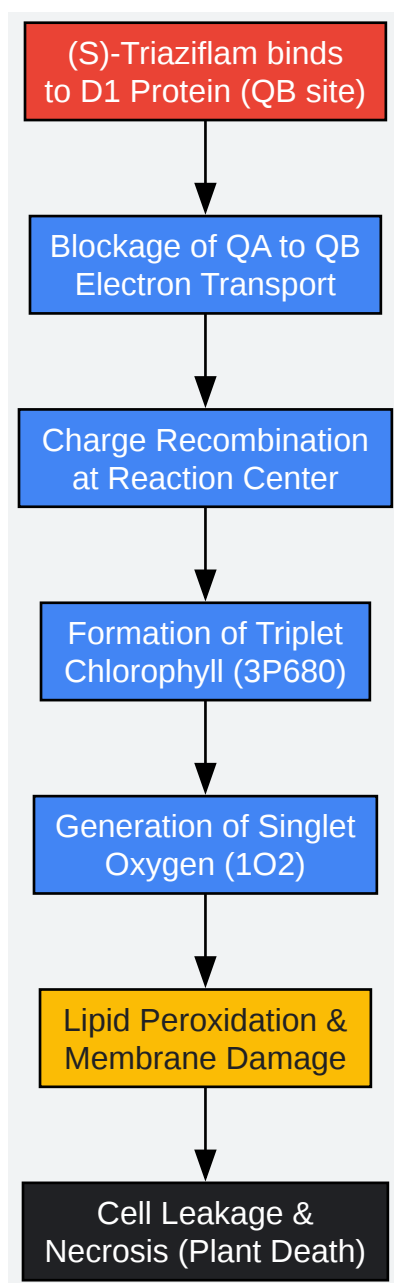 (S)-Triaziflam binds
to D1 Protein (QB site)
Blockage of QA to QB
Electron Transport
Charge Recombination
at Reaction Center
Formation of Triplet
Chlorophyll (3P680)
Generation of Singlet
Oxygen (1O2)
Lipid Peroxidation &
Membrane Damage
Cell Leakage &
Necrosis (Plant Death)